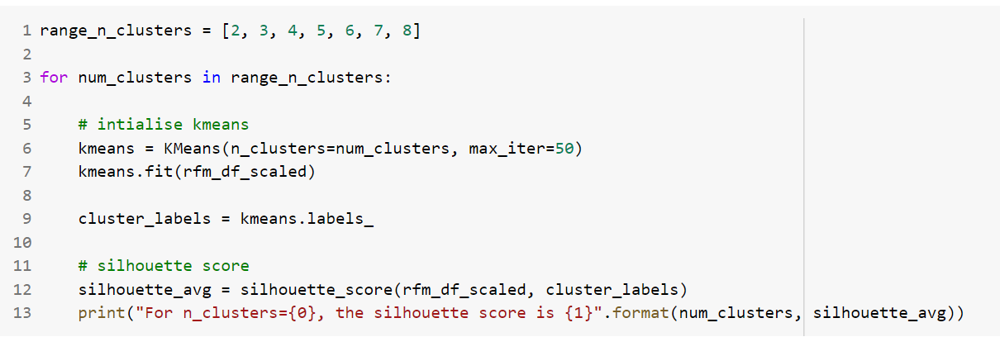 1 range_n_clusters = [2, 3, 4, 5, 6, 7, 8]
2
3 for num_clusters in range_n_clusters:
4
5     # intialise kmeans
6     kmeans = KMeans(n_clusters=num_clusters, max_iter=50)
7     kmeans.fit(rfm_df_scaled)
8
9     cluster_labels = kmeans.labels_
10
11     # silhouette score
12     silhouette_avg = silhouette_score(rfm_df_scaled, cluster_labels)
13     print("For n_clusters={0}, the silhouette score is {1}".format(num_clusters, silhouette_avg))